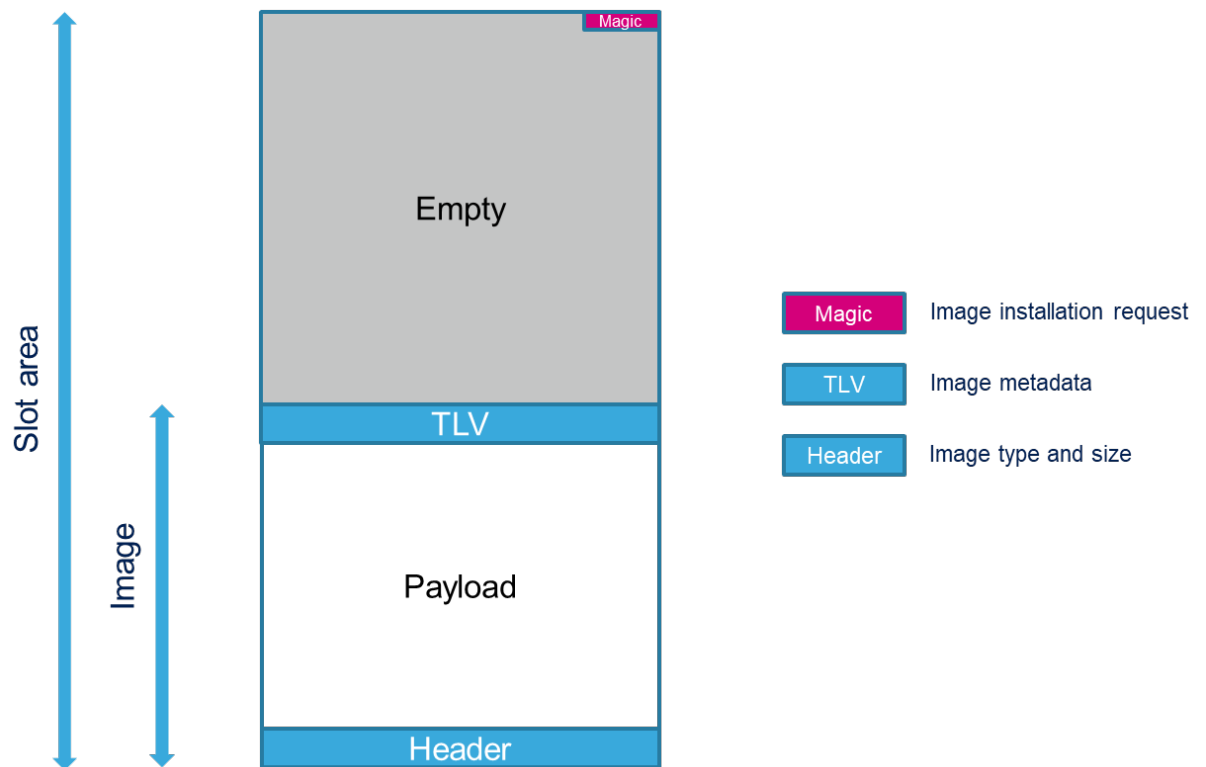 Magic
Empty
TLV
Payload
Header
Slot area
Image
Magic Image installation request
TLV Image metadata
Header Image type and size